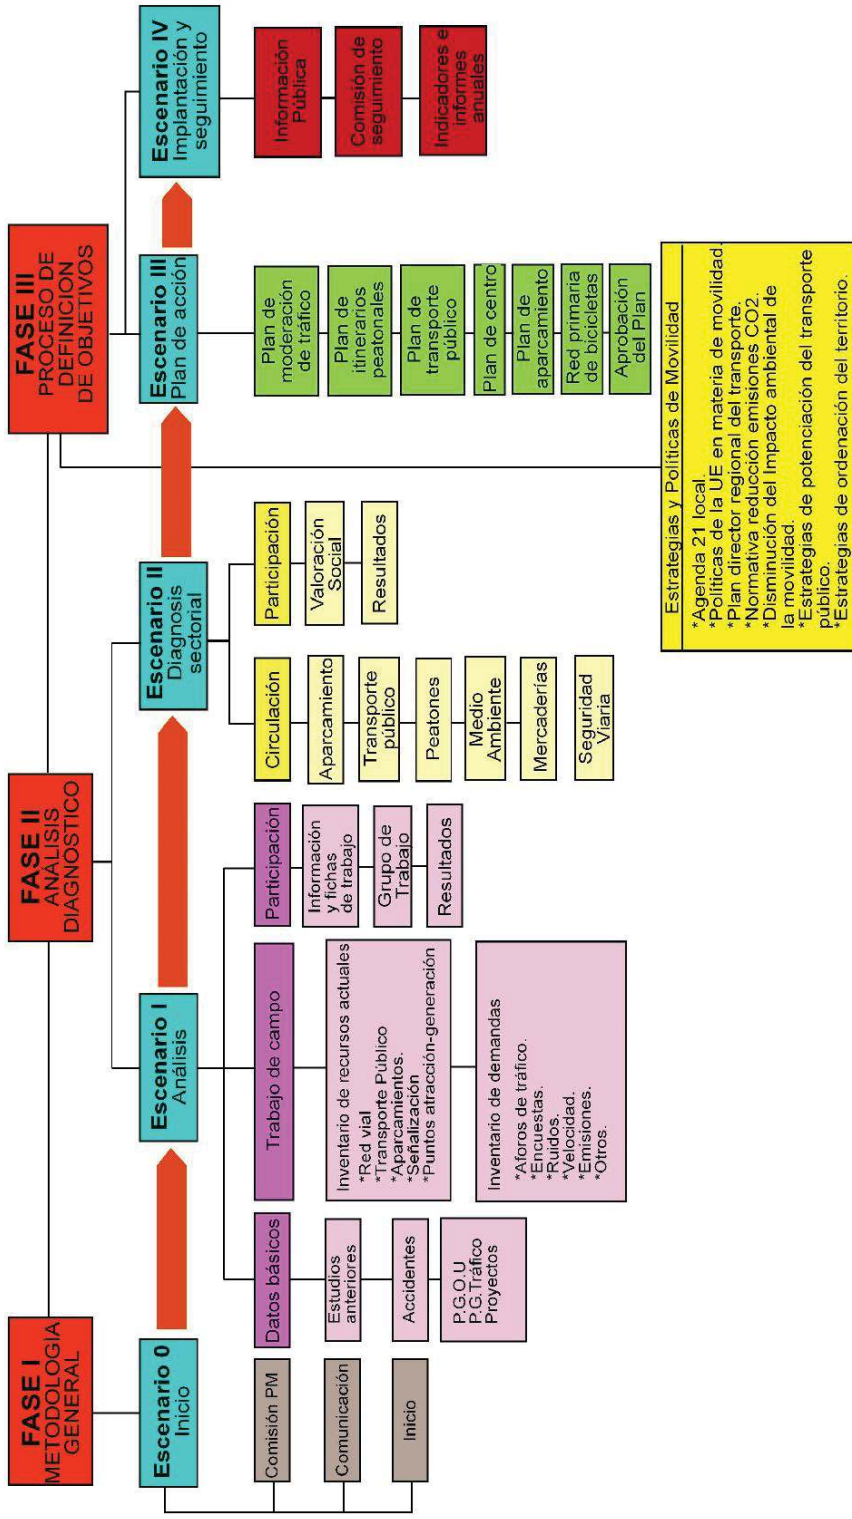 FASE I
METODOLOGÍA
GENERAL
FASE II
ANÁLISIS
DIAGNÓSTICO
FASE III
PROCESO DE
DEFINICION
DE OBJETIVOS
Escenario 0
Inicio
Escenario I
Análisis
Escenario II
Diagnosis
sectorial
Escenario III
Plan de acción
Escenario IV
Implantación y
seguimiento
Comisión PM
Comunicación
Inicio
Datos básicos
Estudios
anteriores
Accidentes
P.G.O.U
P.G.Tráfico
Proyectos
Trabajo de campo
Inventario de recursos actuales
*Red vial
*Transporte Público
*Aparcamientos.
*Señalización
*Puntos atracción-generación
Inventario de demandas
*Aforos de tráfico.
*Encuestas.
*Ruidos.
*Velocidad.
*Emisiones.
*Otros.
Participación
Información
y fichas
de trabajo
Grupo de
Trabajo
Resultados
Circulación
Aparcamiento
Transporte
público
Peatones
Medio
Ambiente
Mercaderías
Seguridad
Viaria
Participación
Valoración
Social
Resultados
Plan de
moderación
de tráfico
Plan de
itinerarios
peatonales
Plan de
transporte
público
Plan de centro
Plan de
aparcamiento
Red primaria
de bicicletas
Aprobación
del Plan
Información
Pública
Comisión de
seguimiento
Indicadores e
informes
anuales
Estrategias y Políticas de Movilidad
*Agenda 21 local.
*Políticas de la UE en materia de movilidad.
*Plan director regional del transporte.
*Normativa reducción emisiones CO2.
*Disminución del Impacto ambiental de
la movilidad.
*Estrategias de potenciación del transporte
público.
*Estrategias de ordenación del territorio.